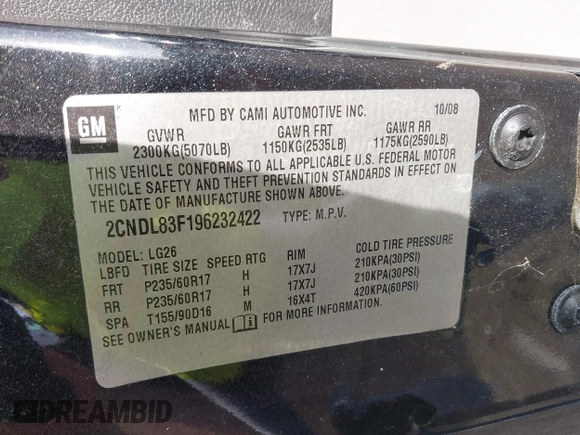 GM
MFD BY CAMI AUTOMOTIVE INC. 10/08
GVWR GAWR FRT GAWR RR
2300KG(5070LB) 1150KG(2535LB) 1175KG(2590LB)
THIS VEHICLE CONFORMS TO ALL APPLICABLE U.S. FEDERAL MOTOR
VEHICLE SAFETY AND THEFT PREVENTION STANDARDS IN EFFECT ON
THE DATE OF MANUFACTURE SHOWN ABOVE.
2CNDL83F196232422 TYPE: M.P.V.
MODEL: LG26
LBFD TIRE SIZE SPEED RTG RIM COLD TIRE PRESSURE
FRT P235/60R17 H 17X7J 210KPA(30PSI)
RR P235/60R17 H 17X7J 210KPA(30PSI)
SPA T155/90D16 M 16X4T 420KPA(60PSI)
SEE OWNER'S MANUAL FOR MORE INFORMATION.
DREAMBID